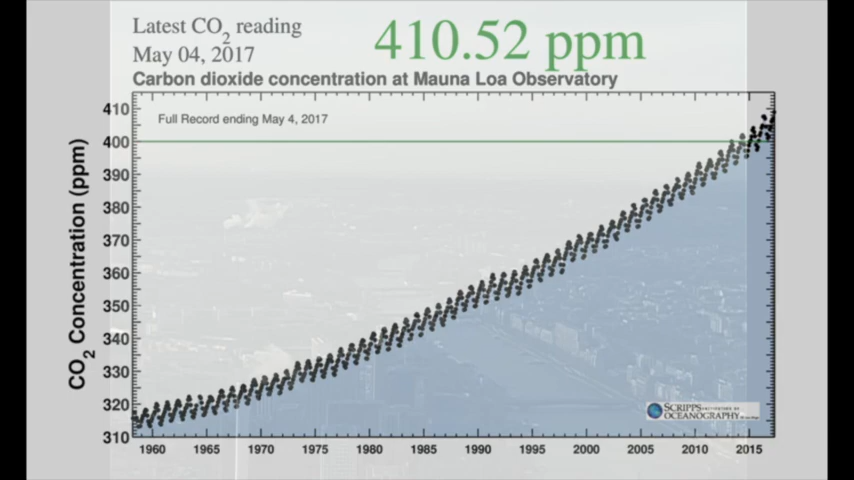 Latest CO2 reading
May 04, 2017
410.52 ppm
Carbon dioxide concentration at Mauna Loa Observatory
Full Record ending May 4, 2017
CO2 Concentration (ppm)
410
400
390
380
370
360
350
340
330
320
310
SCRIPPS INSTITUTION OF
OCEANOGRAPHY
1960 1965 1970 1975 1980 1985 1990 1995 2000 2005 2010 2015